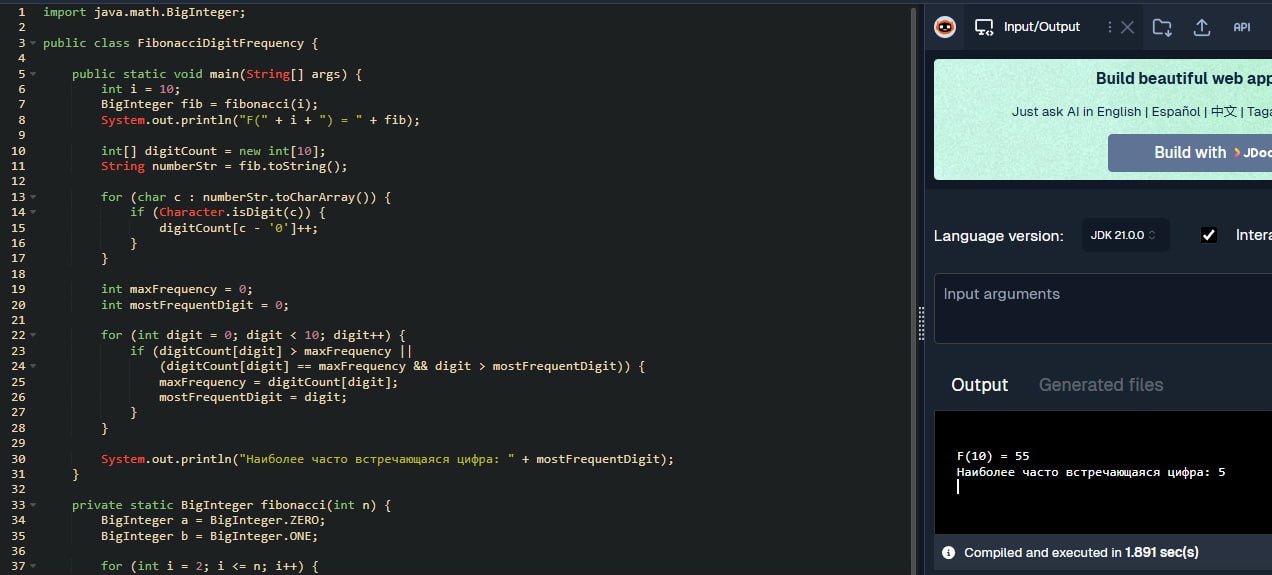 1 import java.math.BigInteger;
2
3 public class FibonacciDigitFrequency {
4
5 public static void main(String[] args) {
6 int i = 10;
7 BigInteger fib = fibonacci(i);
8 System.out.println("F(" + i + ") = " + fib);
9
10 int[] digitCount = new int[10];
11 String numberStr = fib.toString();
12
13 for (char c : numberStr.toCharArray()) {
14 if (Character.isDigit(c)) {
15 digitCount[c - '0']++;
16 }
17 }
18
19 int maxFrequency = 0;
20 int mostFrequentDigit = 0;
21
22 for (int digit = 0; digit < 10; digit++) {
23 if (digitCount[digit] > maxFrequency ||
24 (digitCount[digit] == maxFrequency && digit > mostFrequentDigit)) {
25 maxFrequency = digitCount[digit];
26 mostFrequentDigit = digit;
27 }
28 }
29
30 System.out.println("Наиболее часто встречающаяся цифра: " + mostFrequentDigit);
31 }
32
33 private static BigInteger fibonacci(int n) {
34 BigInteger a = BigInteger.ZERO;
35 BigInteger b = BigInteger.ONE;
36
37 for (int i = 2; i <= n; i++) {
Input/Output
API
Build beautiful web app
Just ask AI in English | Español | 中文 | Taga
Build with JDoc
Language version:
JDK 21.0.0
Intera
Input arguments
Output
Generated files
F(10) = 55
Наиболее часто встречающаяся цифра: 5
Compiled and executed in 1.891 sec(s)